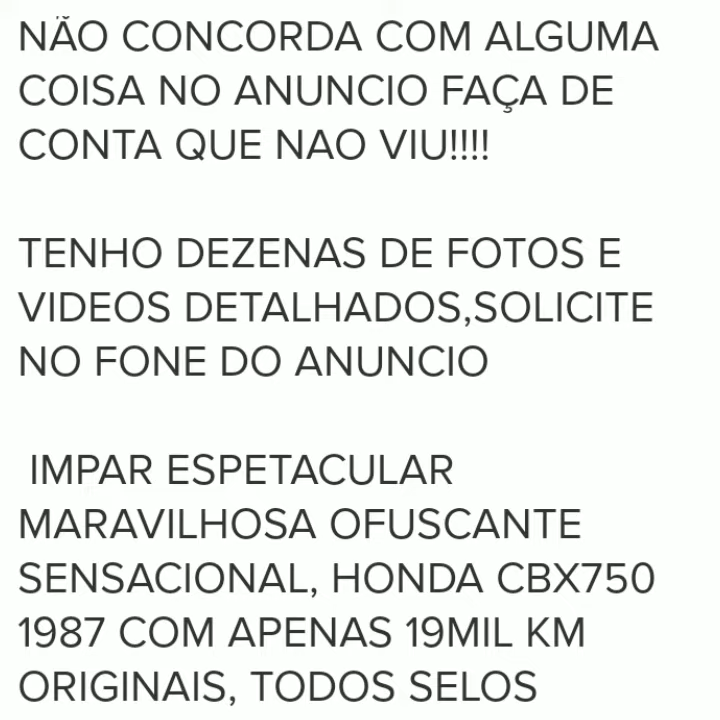 NÃO CONCORDA COM ALGUMA
COISA NO ANUNCIO FAÇA DE
CONTA QUE NAO VIU!!!!
TENHO DEZENAS DE FOTOS E
VIDEOS DETALHADOS,SOLICITE
NO FONE DO ANUNCIO
IMPAR ESPETACULAR
MARAVILHOSA OFUSCANTE
SENSACIONAL, HONDA CBX750
1987 COM APENAS 19MIL KM
ORIGINAIS, TODOS SELOS